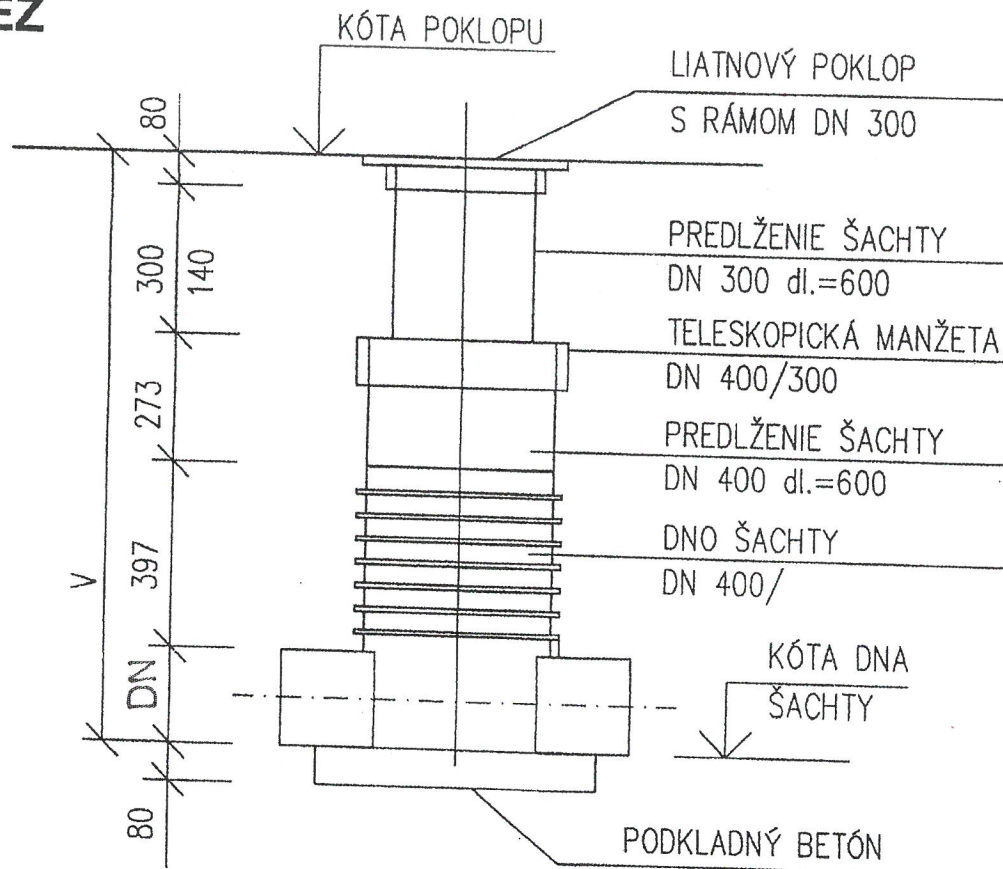 EZ
KÓTA POKLOPU
LIATNOVÝ POKLOP
S RÁMOM DN 300
80
300
140
PREDLŽENIE ŠACHTY
DN 300 dl.=600
TELESKOPICKÁ MANŽETA
DN 400/300
273
PREDLŽENIE ŠACHTY
DN 400 dl.=600
397
V
DNO ŠACHTY
DN 400/
DN
KÓTA DNA
ŠACHTY
80
PODKLADNÝ BETÓN